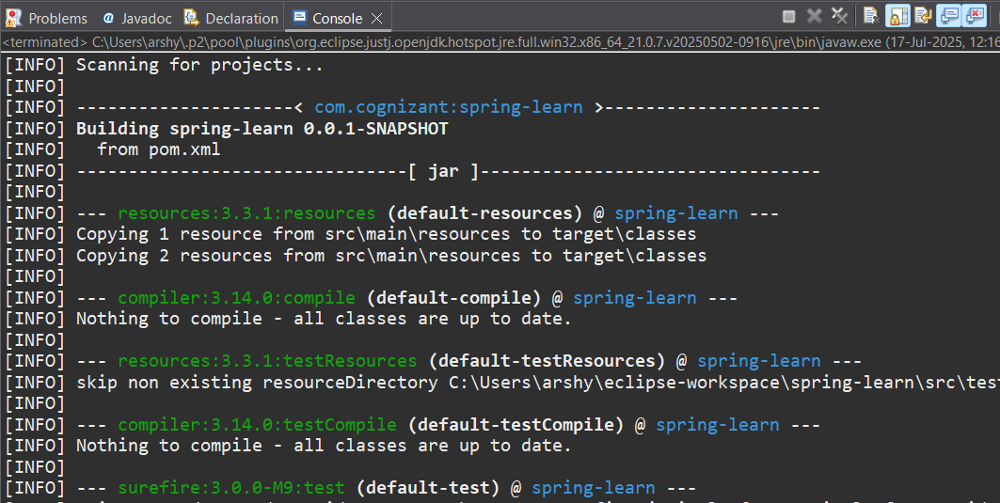 Problems @ Javadoc Declaration Console
<terminated> C:\Users\arshy\.p2\pool\plugins\org.eclipse.justj.openjdk.hotspot.jre.full.win32.x86_64_21.0.7.v20250502-0916\jre\bin\javaw.exe (17-Jul-2025, 12:16
[INFO] Scanning for projects...
[INFO]
[INFO] ---------------------< com.cognizant:spring-learn >---------------------
[INFO] Building spring-learn 0.0.1-SNAPSHOT
[INFO]   from pom.xml
[INFO] --------------------------------[ jar ]---------------------------------
[INFO]
[INFO] --- resources:3.3.1:resources (default-resources) @ spring-learn ---
[INFO] Copying 1 resource from src\main\resources to target\classes
[INFO] Copying 2 resources from src\main\resources to target\classes
[INFO]
[INFO] --- compiler:3.14.0:compile (default-compile) @ spring-learn ---
[INFO] Nothing to compile - all classes are up to date.
[INFO]
[INFO] --- resources:3.3.1:testResources (default-testResources) @ spring-learn ---
[INFO] skip non existing resourceDirectory C:\Users\arshy\eclipse-workspace\spring-learn\src\test
[INFO]
[INFO] --- compiler:3.14.0:testCompile (default-testCompile) @ spring-learn ---
[INFO] Nothing to compile - all classes are up to date.
[INFO]
[INFO] --- surefire:3.0.0-M9:test (default-test) @ spring-learn ---